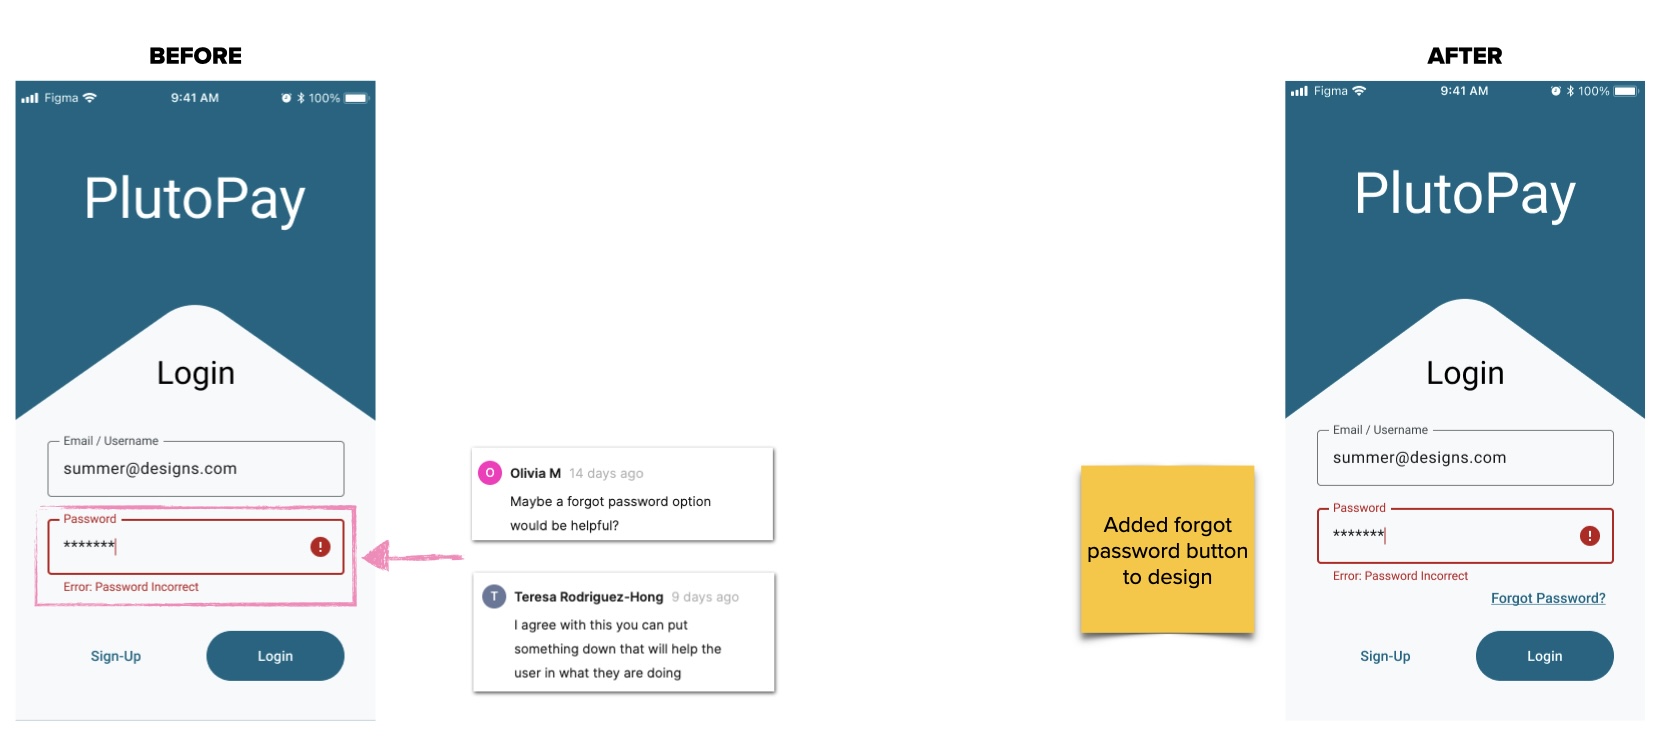 BEFORE
Figma 9:41 AM 100%
PlutoPay
Login
Email / Username
summer@designs.com
Password
*******
!
Error: Password Incorrect
Sign-Up
Login
O Olivia M 14 days ago
Maybe a forgot password option
would be helpful?
T Teresa Rodriguez-Hong 9 days ago
I agree with this you can put
something down that will help the
user in what they are doing
Added forgot
password button
to design
AFTER
Figma 9:41 AM 100%
PlutoPay
Login
Email / Username
summer@designs.com
Password
*******
!
Error: Password Incorrect
Forgot Password?
Sign-Up
Login